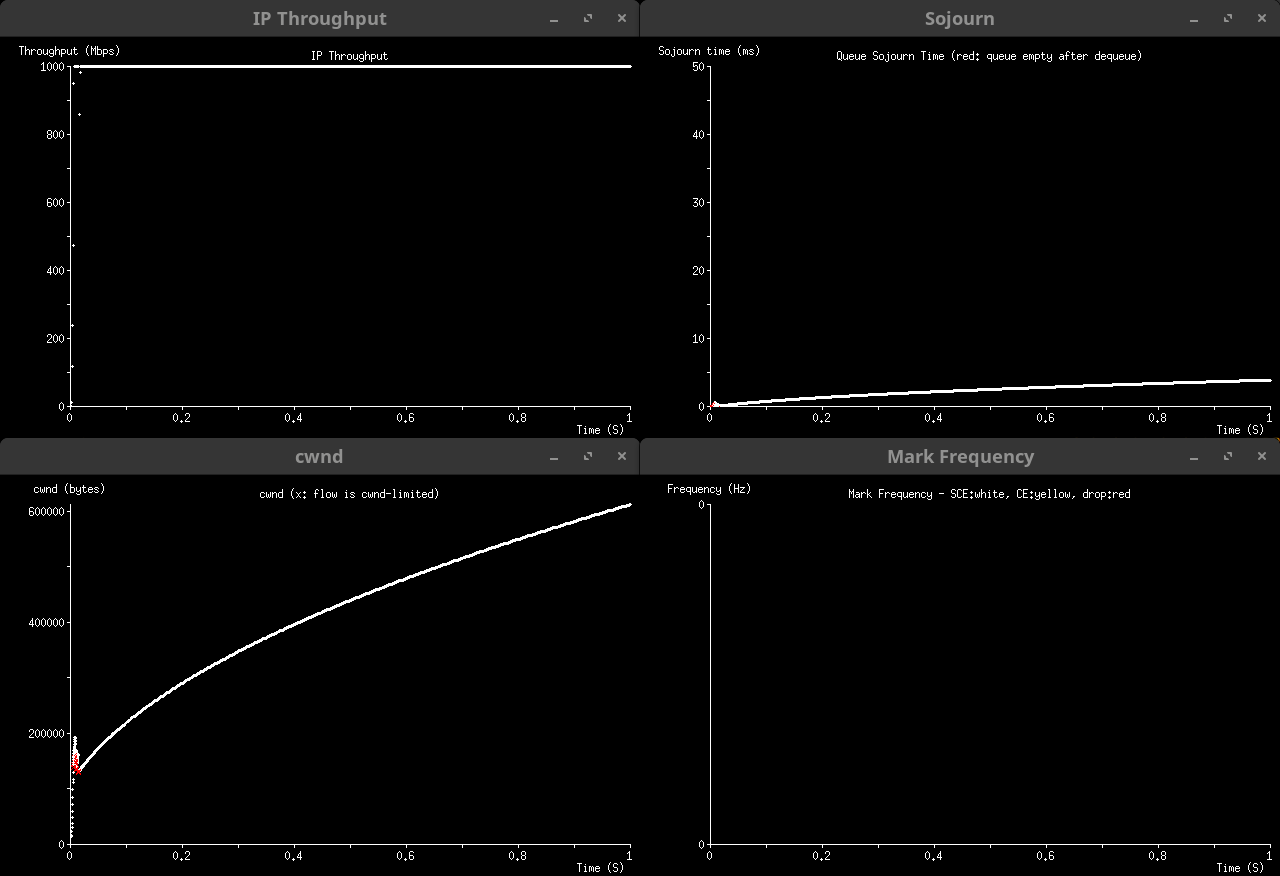 IP Throughput
Throughput (Mbps)
IP Throughput
1000
800
600
400
200
0
0 0.2 0.4 0.6 0.8 1
Time (S)
Sojourn
Sojourn time (ms)
Queue Sojourn Time (red: queue empty after dequeue)
50
40
30
20
10
0
0 0.2 0.4 0.6 0.8 1
Time (S)
cwnd
cwnd (bytes)
cwnd (x: flow is cwnd-limited)
600000
400000
200000
0
0 0.2 0.4 0.6 0.8 1
Time (S)
Mark Frequency
Frequency (Hz)
Mark Frequency - SCE:white, CE:yellow, drop:red
0
0 0.2 0.4 0.6 0.8 1
Time (S)